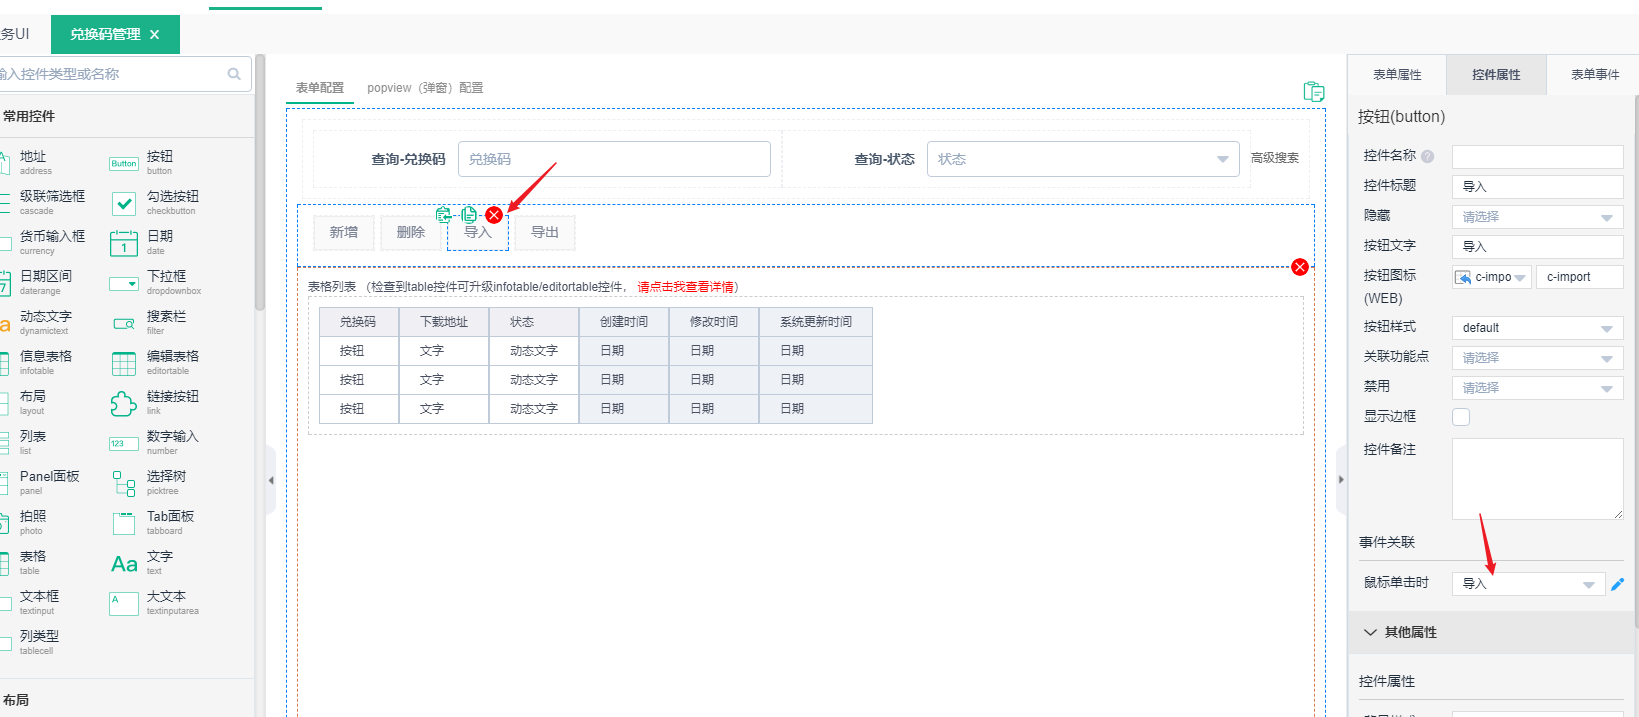 务UI
兑换码管理 ×
输入控件类型或名称
常用控件
地址
address
按钮
button
Button
级联筛选框
cascade
勾选按钮
checkbutton
货币输入框
currency
日期
date
1
日期区间
daterange
7
下拉框
dropdownbox
动态文字
dynamictext
a
搜索栏
filter
信息表格
infotable
编辑表格
editortable
布局
layout
链接按钮
link
列表
list
数字输入
number
123
Panel面板
panel
选择树
picktree
拍照
photo
Tab面板
tabboard
表格
table
文字
text
Aa
文本框
textinput
大文本
textinputarea
A
列类型
tablecell
布局
表单配置 popview（弹窗）配置
查询-兑换码 兑换码 查询-状态 状态 高级搜索
新增 删除 导入 导出
表格列表 （检查到table控件可升级infotable/editortable控件， 请点击我查看详情）
兑换码 下载地址 状态 创建时间 修改时间 系统更新时间
按钮 文字 动态文字 日期 日期 日期
按钮 文字 动态文字 日期 日期 日期
按钮 文字 动态文字 日期 日期 日期
表单属性 控件属性 表单事件
按钮(button)
控件名称 ?
控件标题 导入
隐藏 请选择
按钮文字 导入
按钮图标 c-impo c-import
(WEB)
按钮样式 default
关联功能点 请选择
禁用 请选择
显示边框
控件备注
事件关联
鼠标单击时 导入
其他属性
控件属性